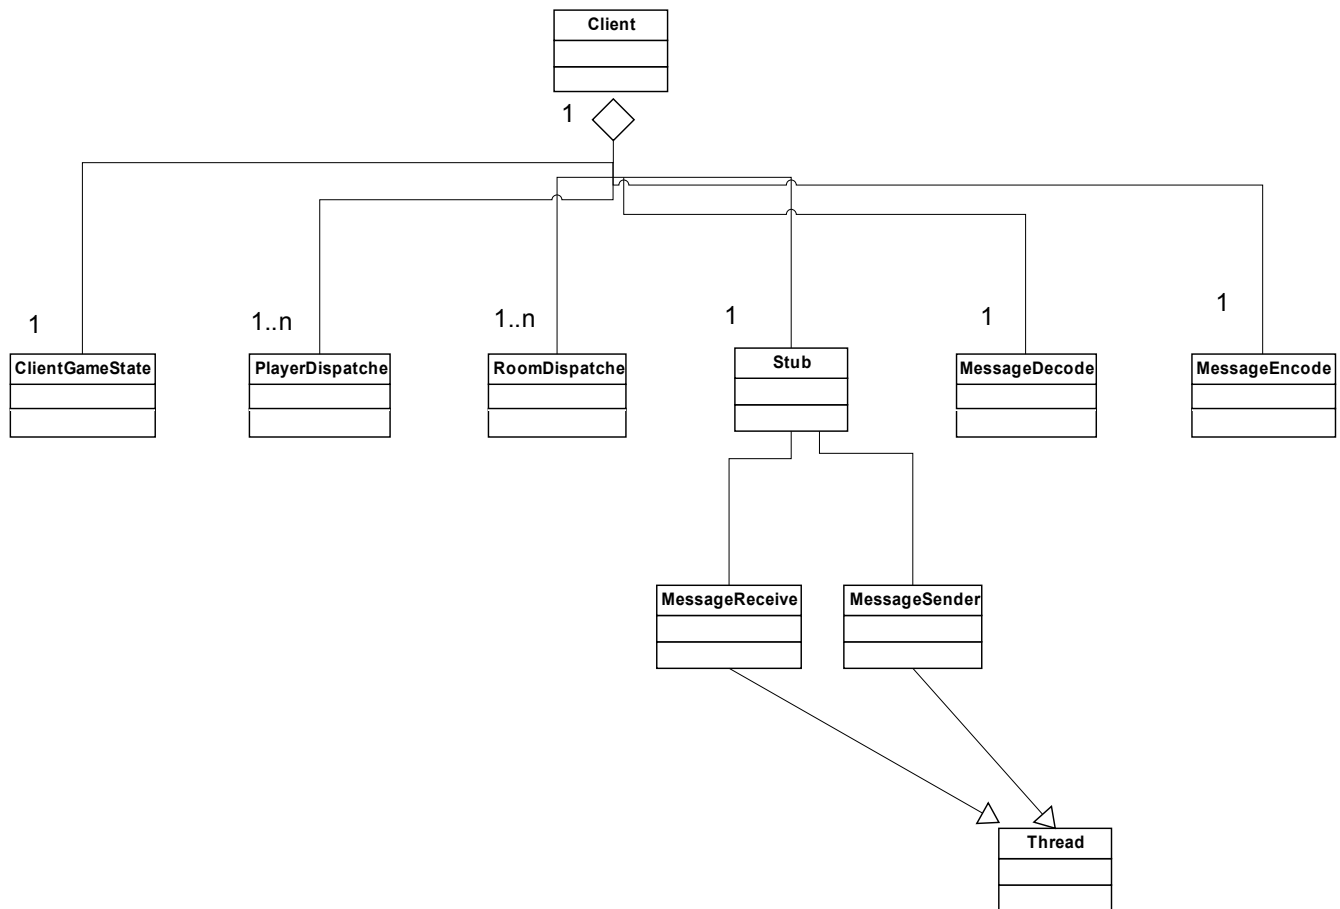 Client
1
1
1..n
1..n
1
1
1
ClientGameState
PlayerDispatche
RoomDispatche
Stub
MessageDecode
MessageEncode
MessageReceive
MessageSender
Thread